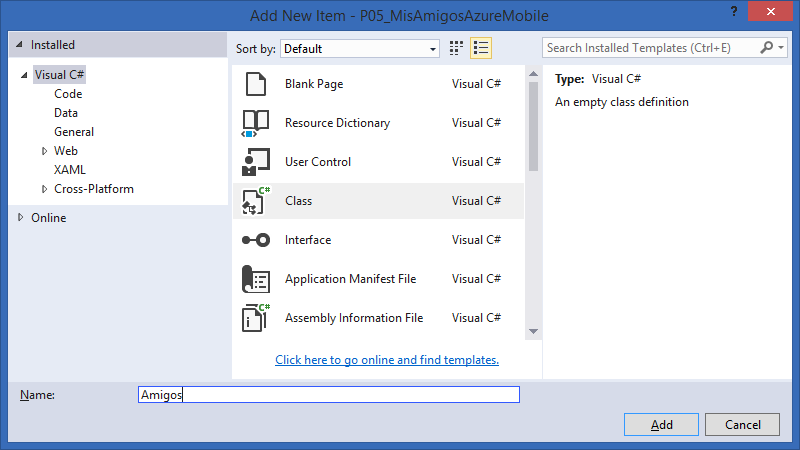 Add New Item - P05_MisAmigosAzureMobile
?
Installed
Sort by: Default
Search Installed Templates (Ctrl+E)
Visual C#
Code
Data
General
Web
XAML
Cross-Platform
Online
Blank Page Visual C#
Resource Dictionary Visual C#
User Control Visual C#
C# Class Visual C#
Interface Visual C#
Application Manifest File Visual C#
C# Assembly Information File Visual C#
Click here to go online and find templates.
Type: Visual C#
An empty class definition
Name: Amigos
Add Cancel